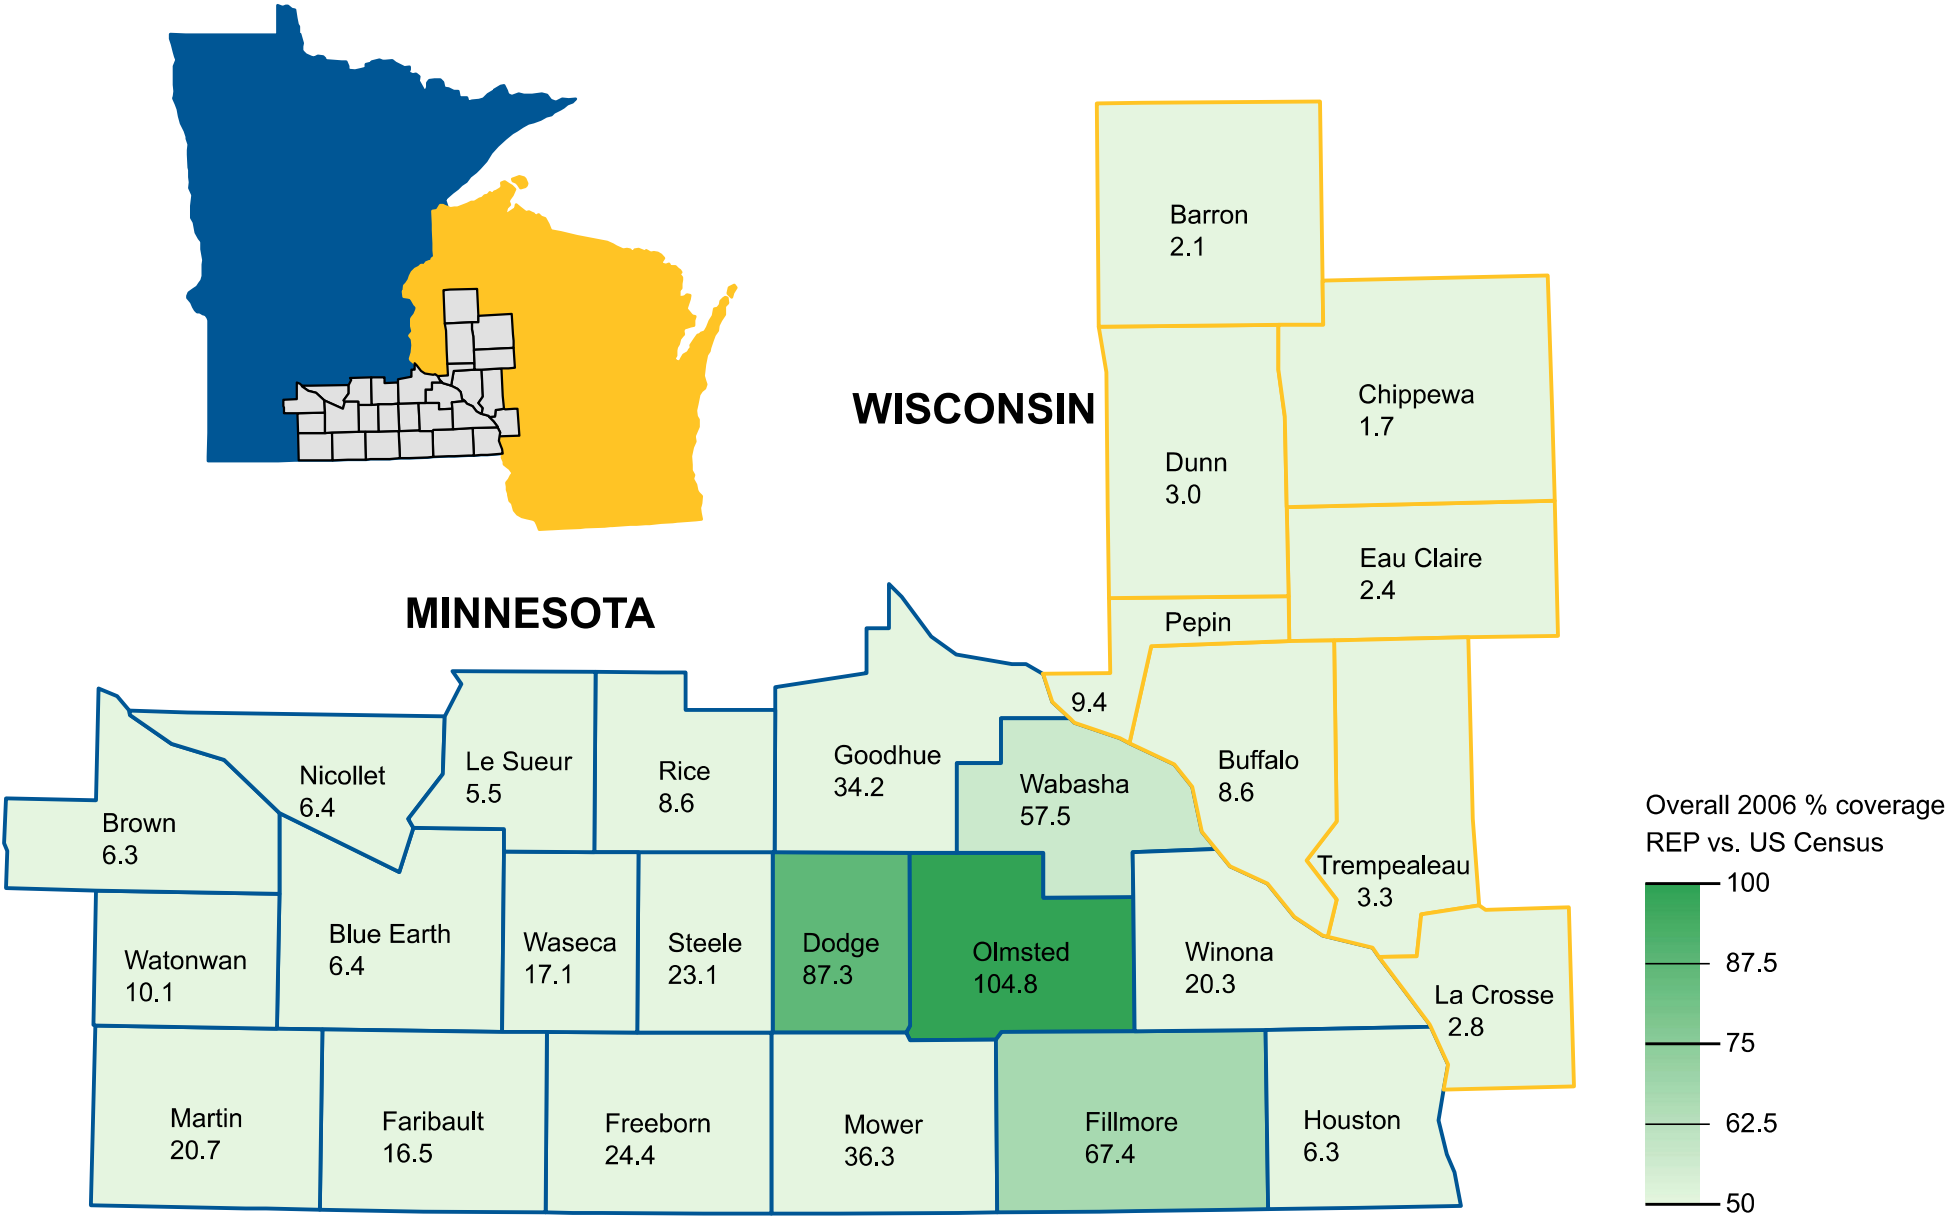 Barron
2.1
Chippewa
1.7
WISCONSIN
Dunn
3.0
Eau Claire
2.4
MINNESOTA
Pepin
9.4
Le Sueur
5.5
Nicollet
6.4
Rice
8.6
Goodhue
34.2
Wabasha
57.5
Buffalo
8.6
Brown
6.3
Trempealeau
3.3
Watonwan
10.1
Blue Earth
6.4
Waseca
17.1
Steele
23.1
Dodge
87.3
Olmsted
104.8
Winona
20.3
La Crosse
2.8
Martin
20.7
Faribault
16.5
Freeborn
24.4
Mower
36.3
Fillmore
67.4
Houston
6.3
Overall 2006 % coverage
REP vs. US Census
100
87.5
75
62.5
50